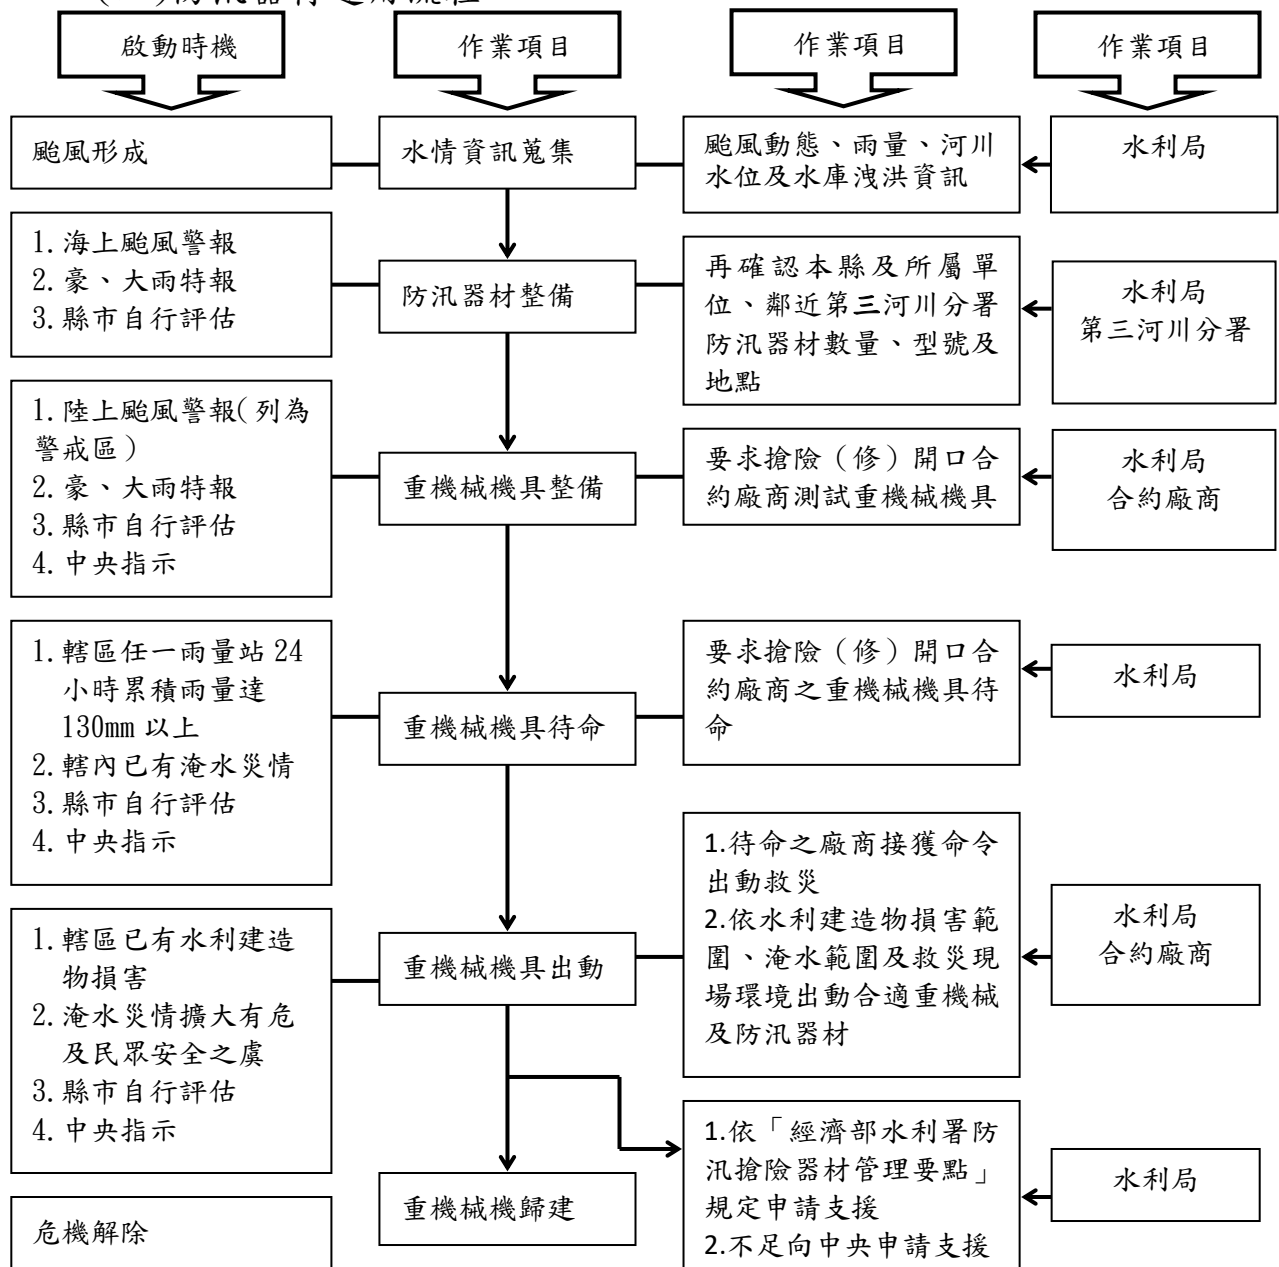 防汛器材運用流程
啟動時機
作業項目
作業項目
作業項目
颱風形成
水情資訊蒐集
颱風動態、雨量、河川
水位及水庫洩洪資訊
水利局
1.海上颱風警報
2.豪、大雨特報
3.縣市自行評估
防汛器材整備
再確認本縣及所屬單
位、鄰近第三河川分署
防汛器材數量、型號及
地點
水利局
第三河川分署
1.陸上颱風警報(列為
警戒區)
2.豪、大雨特報
3.縣市自行評估
4.中央指示
重機械機具整備
要求搶險（修）開口合
約廠商測試重機械機具
水利局
合約廠商
1.轄區任一雨量站 24
小時累積雨量達
130mm 以上
2.轄內已有淹水災情
3.縣市自行評估
4.中央指示
重機械機具待命
要求搶險（修）開口合
約廠商之重機械機具待
命
水利局
1.轄區已有水利建造
物損害
2.淹水災情擴大有危
及民眾安全之虞
3.縣市自行評估
4.中央指示
重機械機具出動
1.待命之廠商接獲命令
出動救災
2.依水利建造物損害範
圍、淹水範圍及救災現
場環境出動合適重機械
及防汛器材
水利局
合約廠商
危機解除
重機械機歸建
1.依「經濟部水利署防
汛搶險器材管理要點」
規定申請支援
2.不足向中央申請支援
水利局